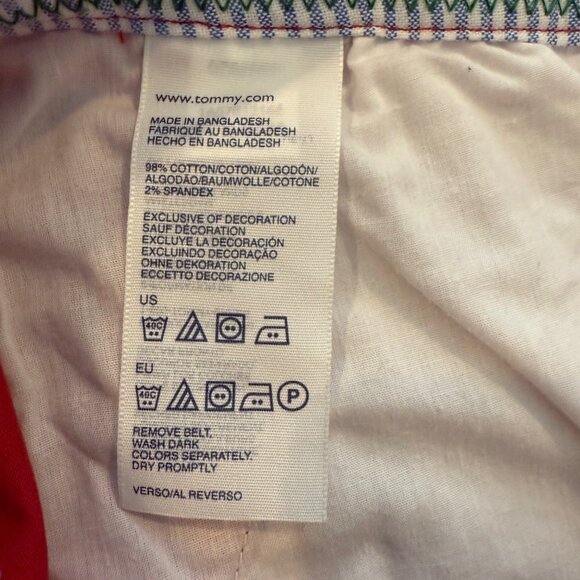 www.tommy.com
MADE IN BANGLADESH
FABRIQUÉ AU BANGLADESH
HECHO EN BANGLADESH
98% COTTON/COTON/ALGODÓN/
ALGODÃO/BAUMWOLLE/COTONE
2% SPANDEX
EXCLUSIVE OF DECORATION
SAUF DÉCORATION
EXCLUYE LA DECORACIÓN
EXCLUINDO DECORAÇÃO
OHNE DEKORATION
ECCETTO DECORAZIONE
US
40C
EU
40C
P
REMOVE BELT.
WASH DARK
COLORS SEPARATELY.
DRY PROMPTLY
VERSO/AL REVERSO